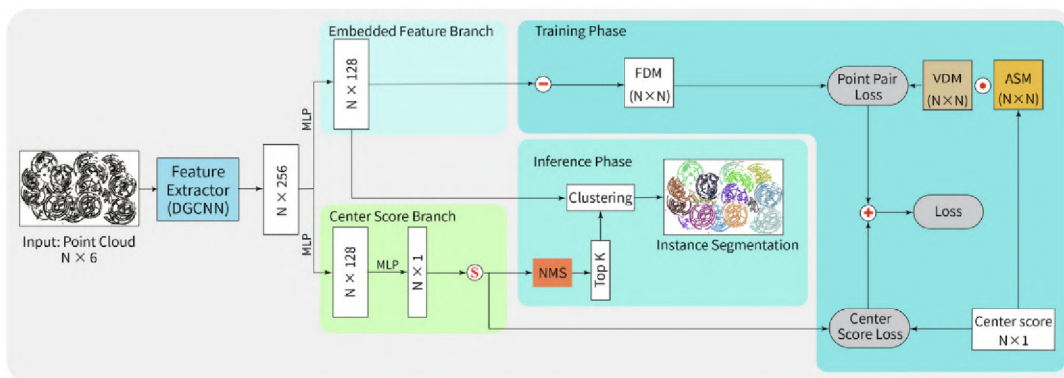 Embedded Feature Branch
Training Phase
N × 128
FDM
(N×N)
Point Pair
Loss
VDM
(N×N)
ASM
(N×N)
MLP
Feature
Extractor
(DGCNN)
N × 256
Input: Point Cloud
N × 6
Inference Phase
Clustering
Instance Segmentation
Loss
MLP
Center Score Branch
N × 128
MLP
N × 1
S
NMS
Top K
Center
Score Loss
Center score
N×1